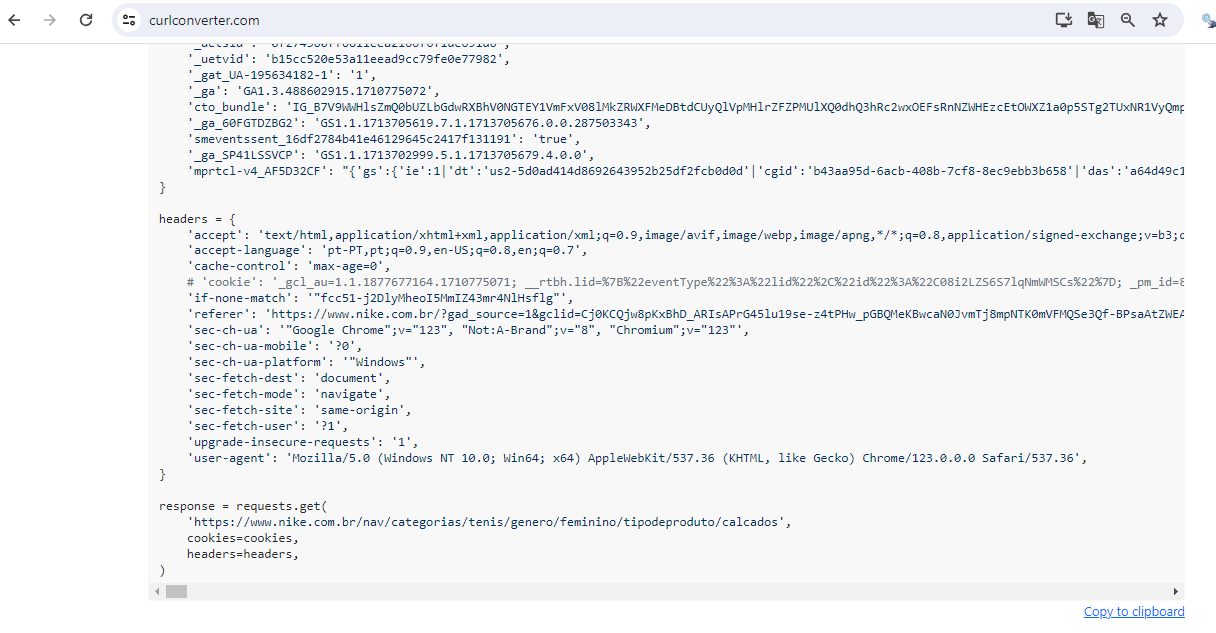 curlconverter.com
'_uetvid': 'b15cc520e53a11eead9cc79fe0e77982',
'_gat_UA-195634182-1': '1',
'_ga': 'GA1.3.488602915.1710775072',
'cto_bundle': 'IG_B7V9WWHlsZmQ0bUZLbGdwRXBhV0NGTEY1VmFxV08lMkZRWXFMeDBtdCUyQlVpMHlrZFZPMUlXQ0dhQ3hRc2wxOEFsRnNZWHEzcEtOWXZ1a0p5STg2TUxNR1VyQmp
'_ga_60FGTDZBG2': 'GS1.1.1713705619.7.1.1713705676.0.0.287503343',
'smeventssent_16df2784b41e46129645c2417f131191': 'true',
'_ga_SP41LSSVCP': 'GS1.1.1713702999.5.1.1713705679.4.0.0',
'mprtcl-v4_AF5D32CF': "{'gs':{'ie':1|'dt':'us2-5d0ad414d8692643952b25df2fcb0d0d'|'cgid':'b43aa95d-6acb-408b-7cf8-8ec9ebb3b658'|'das':'a64d49c1
}
headers = {
'accept': 'text/html,application/xhtml+xml,application/xml;q=0.9,image/avif,image/webp,image/apng,*/*;q=0.8,application/signed-exchange;v=b3;q
'accept-language': 'pt-PT,pt;q=0.9,en-US;q=0.8,en;q=0.7',
'cache-control': 'max-age=0',
# 'cookie': '_gcl_au=1.1.1877677164.1710775071; __rtbh.lid=%7B%22eventType%22%3A%22lid%22%2C%22id%22%3A%22C08i2LZS6S7lqNmWMSCs%22%7D; _pm_id=8
'if-none-match': '"fcc51-j2DlyMheoI5MmIZ43mr4NlHsflg"',
'referer': 'https://www.nike.com.br/?gad_source=1&gclid=Cj0KCQjw8pKxBhD_ARIsAPrG45lu19se-z4tPHw_pGBQMeKBwcaN0JvmTj8mpNTK0mVFMQSe3Qf-BPsaAtZWEA
'sec-ch-ua': '"Google Chrome";v="123", "Not:A-Brand";v="8", "Chromium";v="123"',
'sec-ch-ua-mobile': '?0',
'sec-ch-ua-platform': '"Windows"',
'sec-fetch-dest': 'document',
'sec-fetch-mode': 'navigate',
'sec-fetch-site': 'same-origin',
'sec-fetch-user': '?1',
'upgrade-insecure-requests': '1',
'user-agent': 'Mozilla/5.0 (Windows NT 10.0; Win64; x64) AppleWebKit/537.36 (KHTML, like Gecko) Chrome/123.0.0.0 Safari/537.36',
}
response = requests.get(
'https://www.nike.com.br/nav/categorias/tenis/genero/feminino/tipodeproduto/calcados',
cookies=cookies,
headers=headers,
)
Copy to clipboard